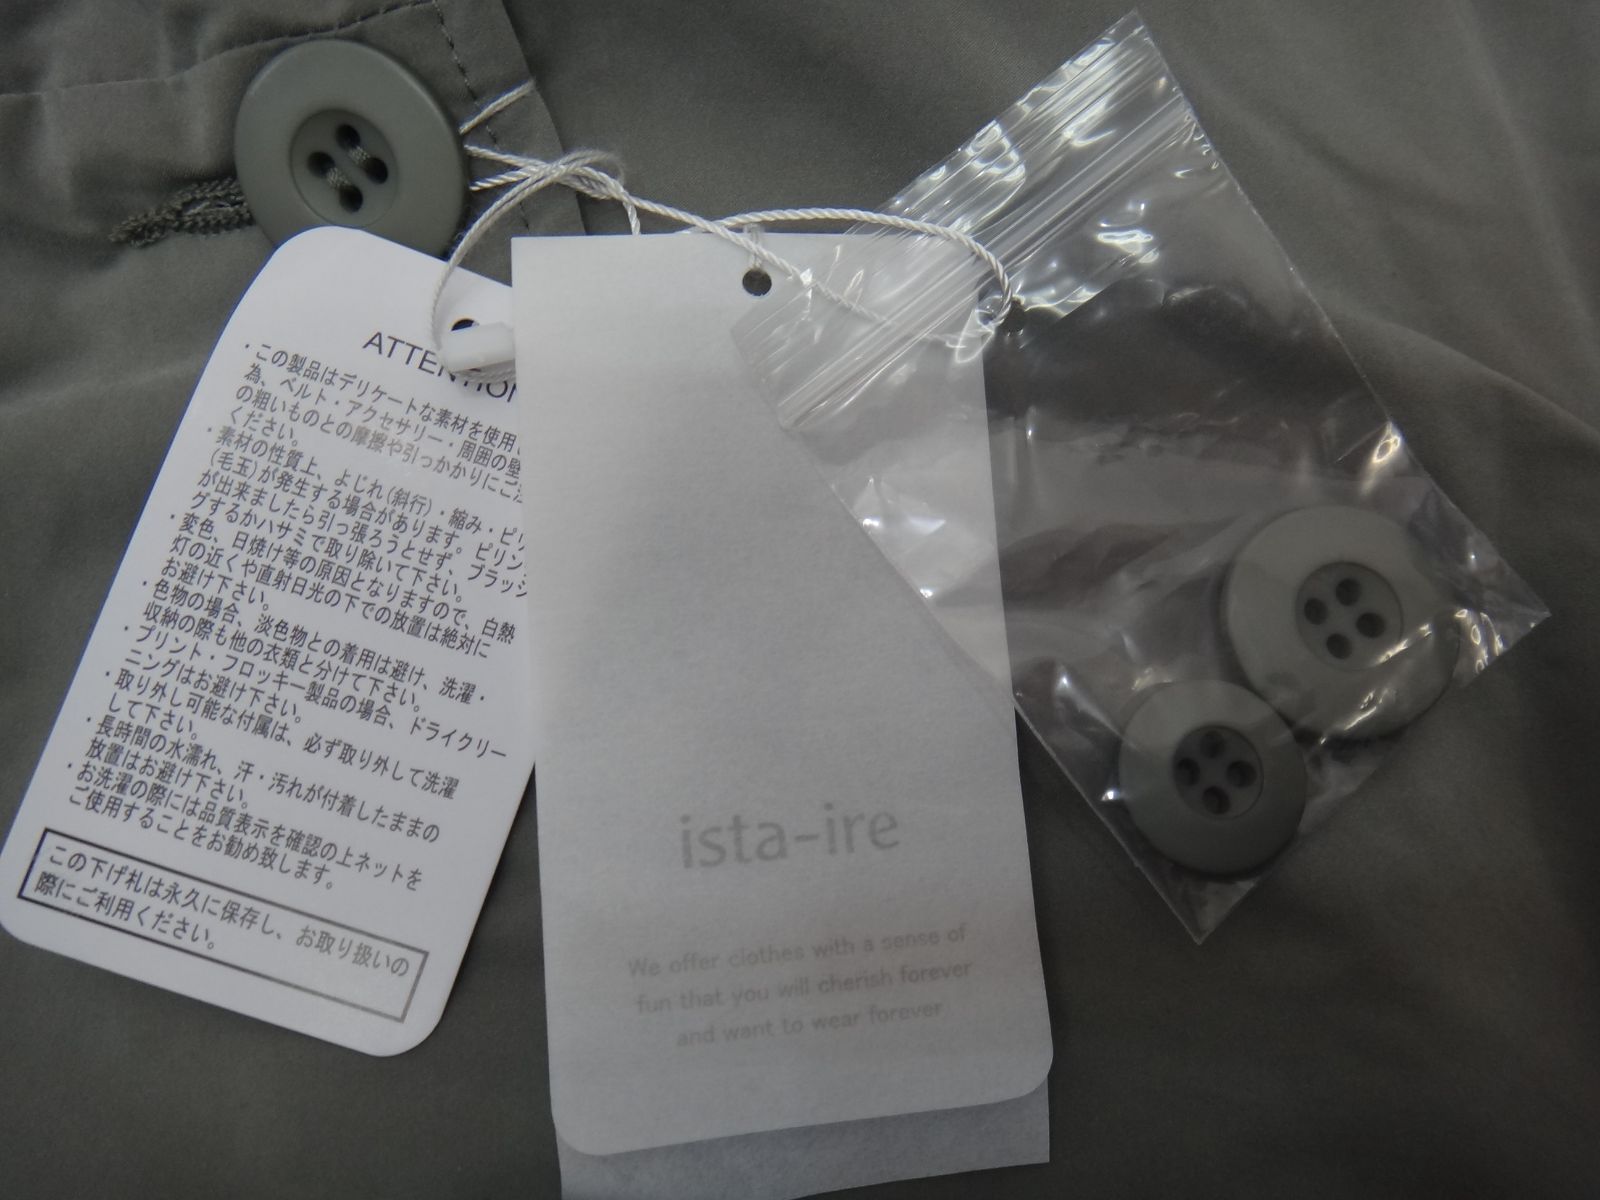 ATTENTION
・この製品はデリケートな素材を使用
為、ベルト・アクセサリー・周囲の壁
の粗いものとの摩擦や引っかかりにご注
ください。
・素材の性質上、よじれ(斜行)・縮み・ピリ
(毛玉)が発生する場合があります。ピリン
が出来ましたら引っ張ろうとせず、ブラッシ
グするかハサミで取り除いて下さい。
・変色、日焼け等の原因となりますので、白熱
灯の近くや直射日光の下での放置は絶対に
お避け下さい。
・色物の場合、淡色物との着用は避け、洗濯・
収納の際も他の衣類と分けて下さい。
・プリント・フロッキー製品の場合、ドライクリー
ニングはお避け下さい。
・取り外し可能な付属は、必ず取り外して洗濯
して下さい。
・長時間の水濡れ、汗・汚れが付着したままの
放置はお避け下さい。
・お洗濯の際には品質表示を確認の上ネットを
ご使用することをお勧め致します。
この下げ札は永久に保存し、お取り扱いの
際にご利用ください。
ista-ire
We offer clothes with a sense of
fun that you will cherish forever
and want to wear forever